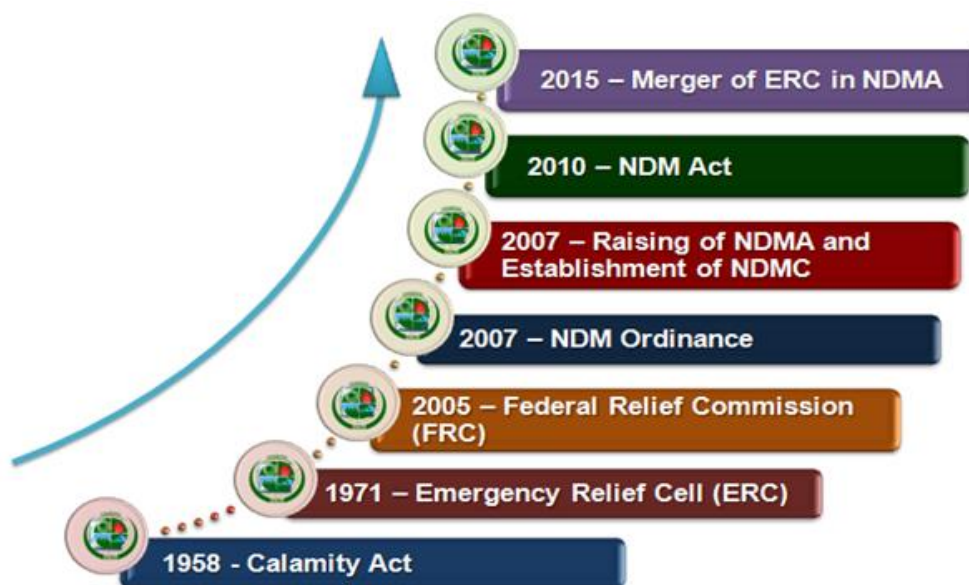 2015 – Merger of ERC in NDMA
2010 – NDM Act
2007 – Raising of NDMA and
Establishment of NDMC
2007 – NDM Ordinance
2005 – Federal Relief Commission
(FRC)
1971 – Emergency Relief Cell (ERC)
1958 - Calamity Act